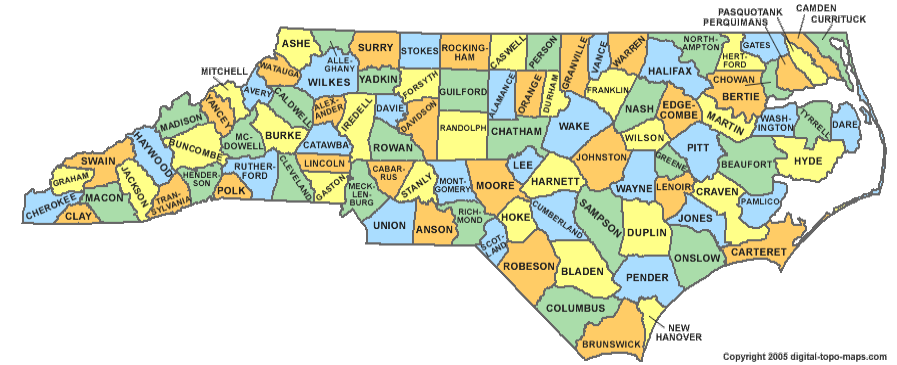 PASQUOTANK
PERQUIMANS
CAMDEN
CURRITUCK
ASHE
ALLE-
GHANY
SURRY
STOKES
ROCKING-
HAM
CASWELL
PERSON
GRANVILLE
VANCE
WARREN
NORTH-
AMPTON
GATES
HERT-
FORD
HALIFAX
CHOWAN
BERTIE
MITCHELL
WATAUGA
WILKES
YADKIN
FORSYTH
GUILFORD
ALAMANCE
ORANGE
DURHAM
FRANKLIN
NASH
EDGE-
COMBE
MARTIN
WASH-
INGTON
TYRRELL
DARE
AVERY
CALDWELL
ALEX-
ANDER
IREDELL
DAVIE
DAVIDSON
RANDOLPH
CHATHAM
WAKE
WILSON
PITT
BEAUFORT
HYDE
YANCEY
MADISON
HAYWOOD
BUNCOMBE
MC-
DOWELL
BURKE
CATAWBA
ROWAN
LINCOLN
CABAR-
RUS
STANLY
MONT-
GOMERY
MOORE
LEE
HARNETT
JOHNSTON
WAYNE
GREENE
LENOIR
CRAVEN
PAMLICO
SWAIN
GRAHAM
CHEROKEE
CLAY
MACON
JACKSON
TRAN-
SYLVANIA
HENDER-
SON
POLK
RUTHER-
FORD
CLEVELAND
GASTON
MECK-
LEN-
BURG
UNION
ANSON
RICH-
MOND
SCOT-
LAND
HOKE
CUMBERLAND
SAMPSON
DUPLIN
JONES
CARTERET
ONSLOW
ROBESON
BLADEN
PENDER
COLUMBUS
NEW
HANOVER
BRUNSWICK
Copyright 2005 digital-topo-maps.com